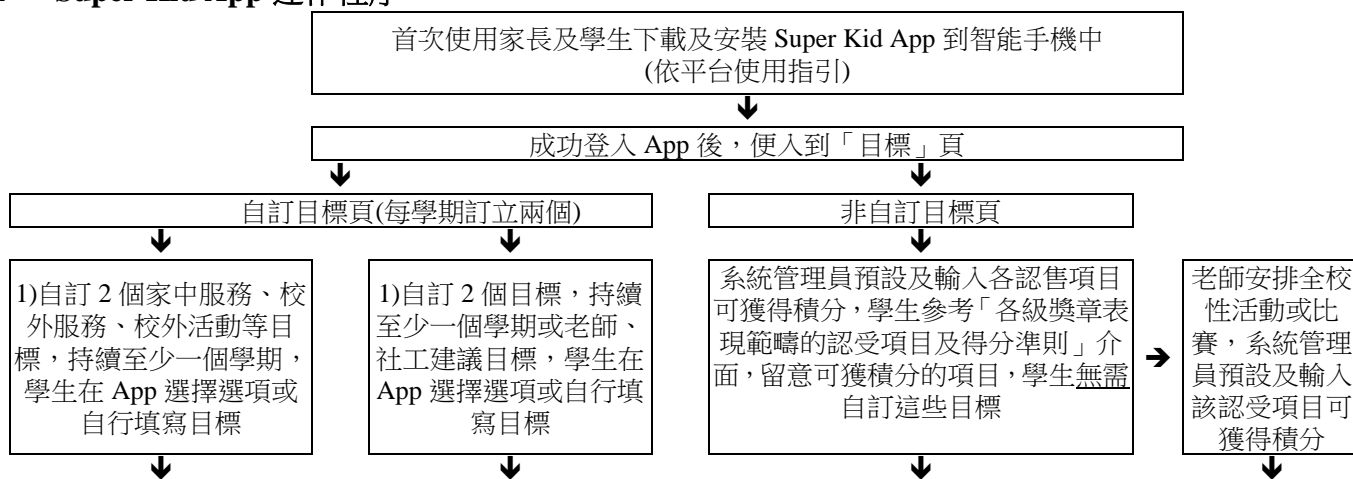 Super Kid App 運作程序
首次使用家長及學生下載及安裝 Super Kid App 到智能手機中
(依平台使用指引)
成功登入 App 後，便入到「目標」頁
自訂目標頁(每學期訂立兩個)
非自訂目標頁
1)自訂 2 個家中服務、校
外服務、校外活動等目
標，持續至少一個學期，
學生在 App 選擇選項或
自行填寫目標
1)自訂 2 個目標，持續
至少一個學期或老師、
社工建議目標，學生在
App 選擇選項或自行填
寫目標
系統管理員預設及輸入各認售項目
可獲得積分，學生參考「各級獎章表
現範疇的認受項目及得分準則」介
面，留意可獲積分的項目，學生無需
自訂這些目標
老師安排全校
性活動或比
賽，系統管理
員預設及輸入
該認受項目可
獲得積分